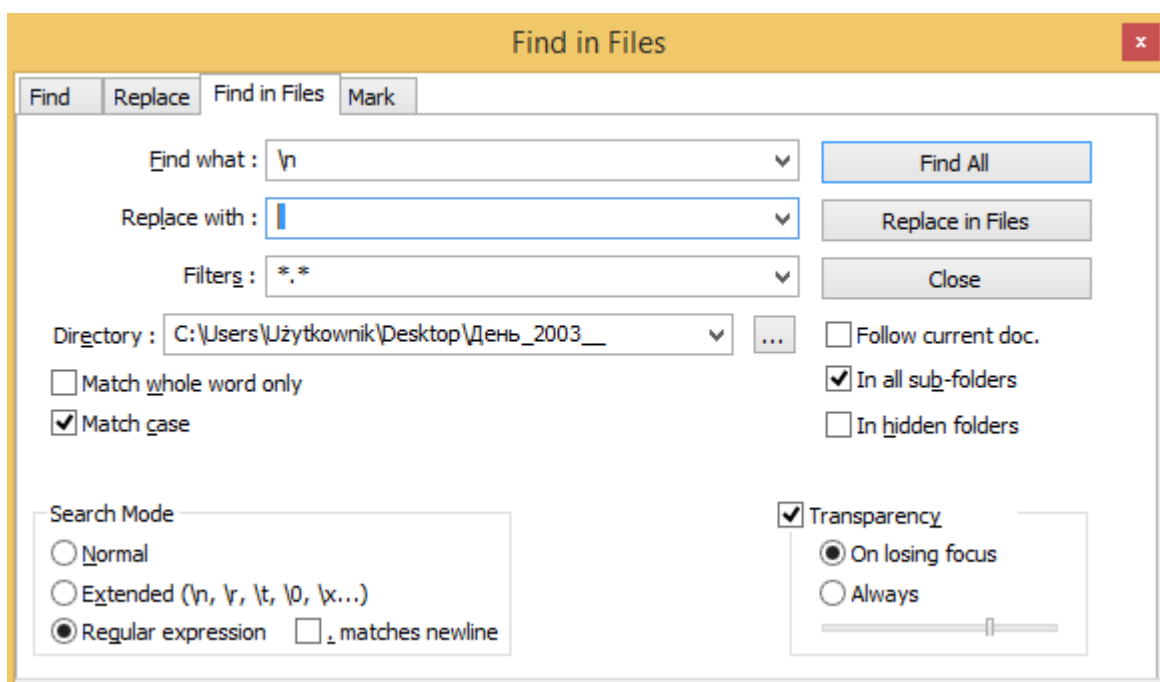 Find in Files
x
Find Replace Find in Files Mark
Find what : \n Find All
Replace with : Replace in Files
Filters : *.* Close
Directory : C:\Users\Użytkownik\Desktop\День_2003__ ... Follow current doc.
Match whole word only In all sub-folders
Match case In hidden folders
Search Mode Transparency
Normal On losing focus
Extended (\n, \r, \t, \0, \x...) Always
Regular expression . matches newline